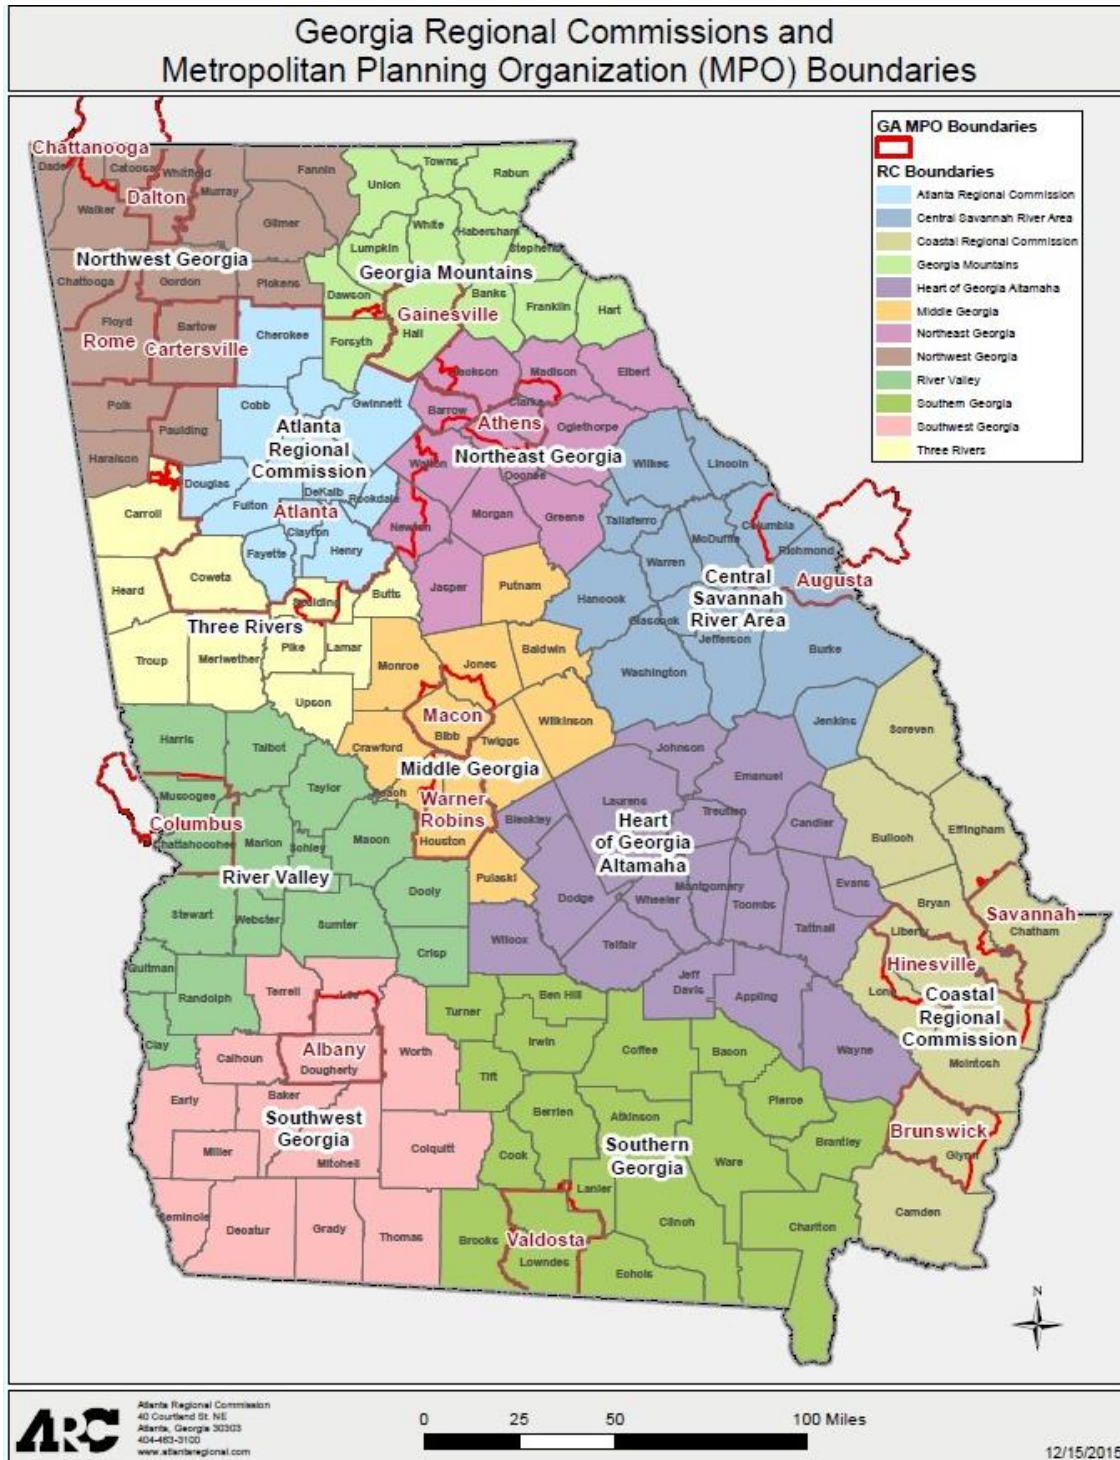 Georgia Regional Commissions and
Metropolitan Planning Organization (MPO) Boundaries
GA MPO Boundaries
RC Boundaries
Atlanta Regional Commission
Central Savannah River Area
Coastal Regional Commission
Georgia Mountains
Heart of Georgia Altamaha
Middle Georgia
Northeast Georgia
Northwest Georgia
River Valley
Southern Georgia
Southwest Georgia
Three Rivers
Chattanooga
Dade
Catoosa
Whitfield
Fannin
Towns
Rabun
Union
Murray
Dalton
Walker
Gilmer
White
Habersham
Stephens
Lumpkin
Northwest Georgia
Georgia Mountains
Chattooga
Gordon
Pickens
Dawson
Banks
Franklin
Hart
Gainesville
Floyd
Bartow
Cherokee
Hall
Rome
Cartersville
Forsyth
Jackson
Madison
Elbert
Polk
Cobb
Gwinnett
Barrow
Clarke
Paulding
Atlanta
Regional
Commission
Athens
Oglethorpe
Haralson
Walton
Northeast Georgia
Wilkes
Lincoln
Douglas
DeKalb
Rockdale
Oconee
Carroll
Fulton
Atlanta
Newton
Morgan
Greene
Taliaferro
Columbia
McDuffie
Clayton
Fayette
Henry
Richmond
Warren
Heard
Coweta
Butts
Jasper
Putnam
Hancock
Central
Savannah
River Area
Augusta
Spalding
Glascock
Three Rivers
Troup
Meriwether
Pike
Lamar
Monroe
Jones
Baldwin
Jefferson
Burke
Washington
Upson
Macon
Bibb
Twiggs
Wilkinson
Jenkins
Screven
Harris
Talbot
Crawford
Johnson
Middle Georgia
Emanuel
Taylor
Peach
Warner
Robins
Muscogee
Columbus
Chattahoochee
Marion
Schley
Macon
Houston
Bleckley
Laurens
Treutlen
Candler
Bulloch
Effingham
Heart
of Georgia
Altamaha
River Valley
Pulaski
Dooly
Dodge
Wheeler
Montgomery
Toombs
Evans
Bryan
Savannah
Chatham
Stewart
Webster
Sumter
Wilcox
Telfair
Tattnall
Liberty
Crisp
Hinesville
Quitman
Randolph
Terrell
Lee
Jeff
Davis
Appling
Long
Coastal
Regional
Commission
Turner
Ben Hill
Clay
Calhoun
Albany
Dougherty
Worth
Irwin
Coffee
Bacon
Wayne
McIntosh
Early
Baker
Tift
Pierce
Southwest
Georgia
Berrien
Atkinson
Brunswick
Miller
Mitchell
Colquitt
Cook
Southern
Georgia
Ware
Brantley
Glynn
Lanier
Seminole
Decatur
Grady
Thomas
Brooks
Valdosta
Lowndes
Clinch
Echols
Charlton
Camden
N
ARC
Atlanta Regional Commission
40 Courtland St. NE
Atlanta, Georgia 30303
404-463-3100
www.atlantaregional.com
0 25 50 100 Miles
12/15/2015